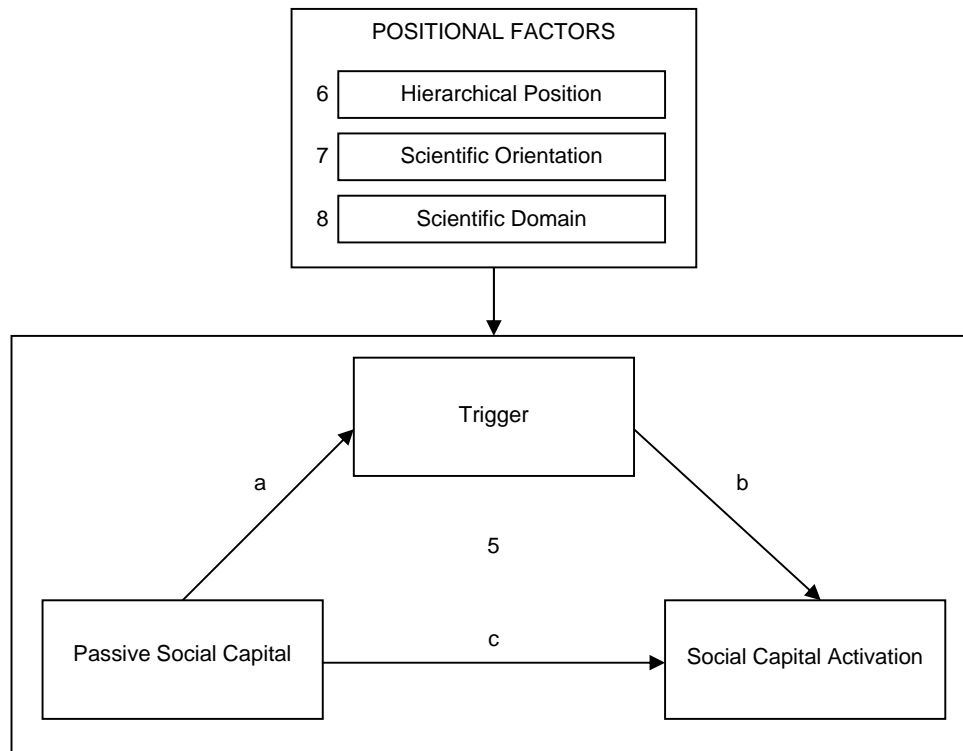 POSITIONAL FACTORS
6 Hierarchical Position
7 Scientific Orientation
8 Scientific Domain
Trigger
a
b
5
Passive Social Capital
c
Social Capital Activation